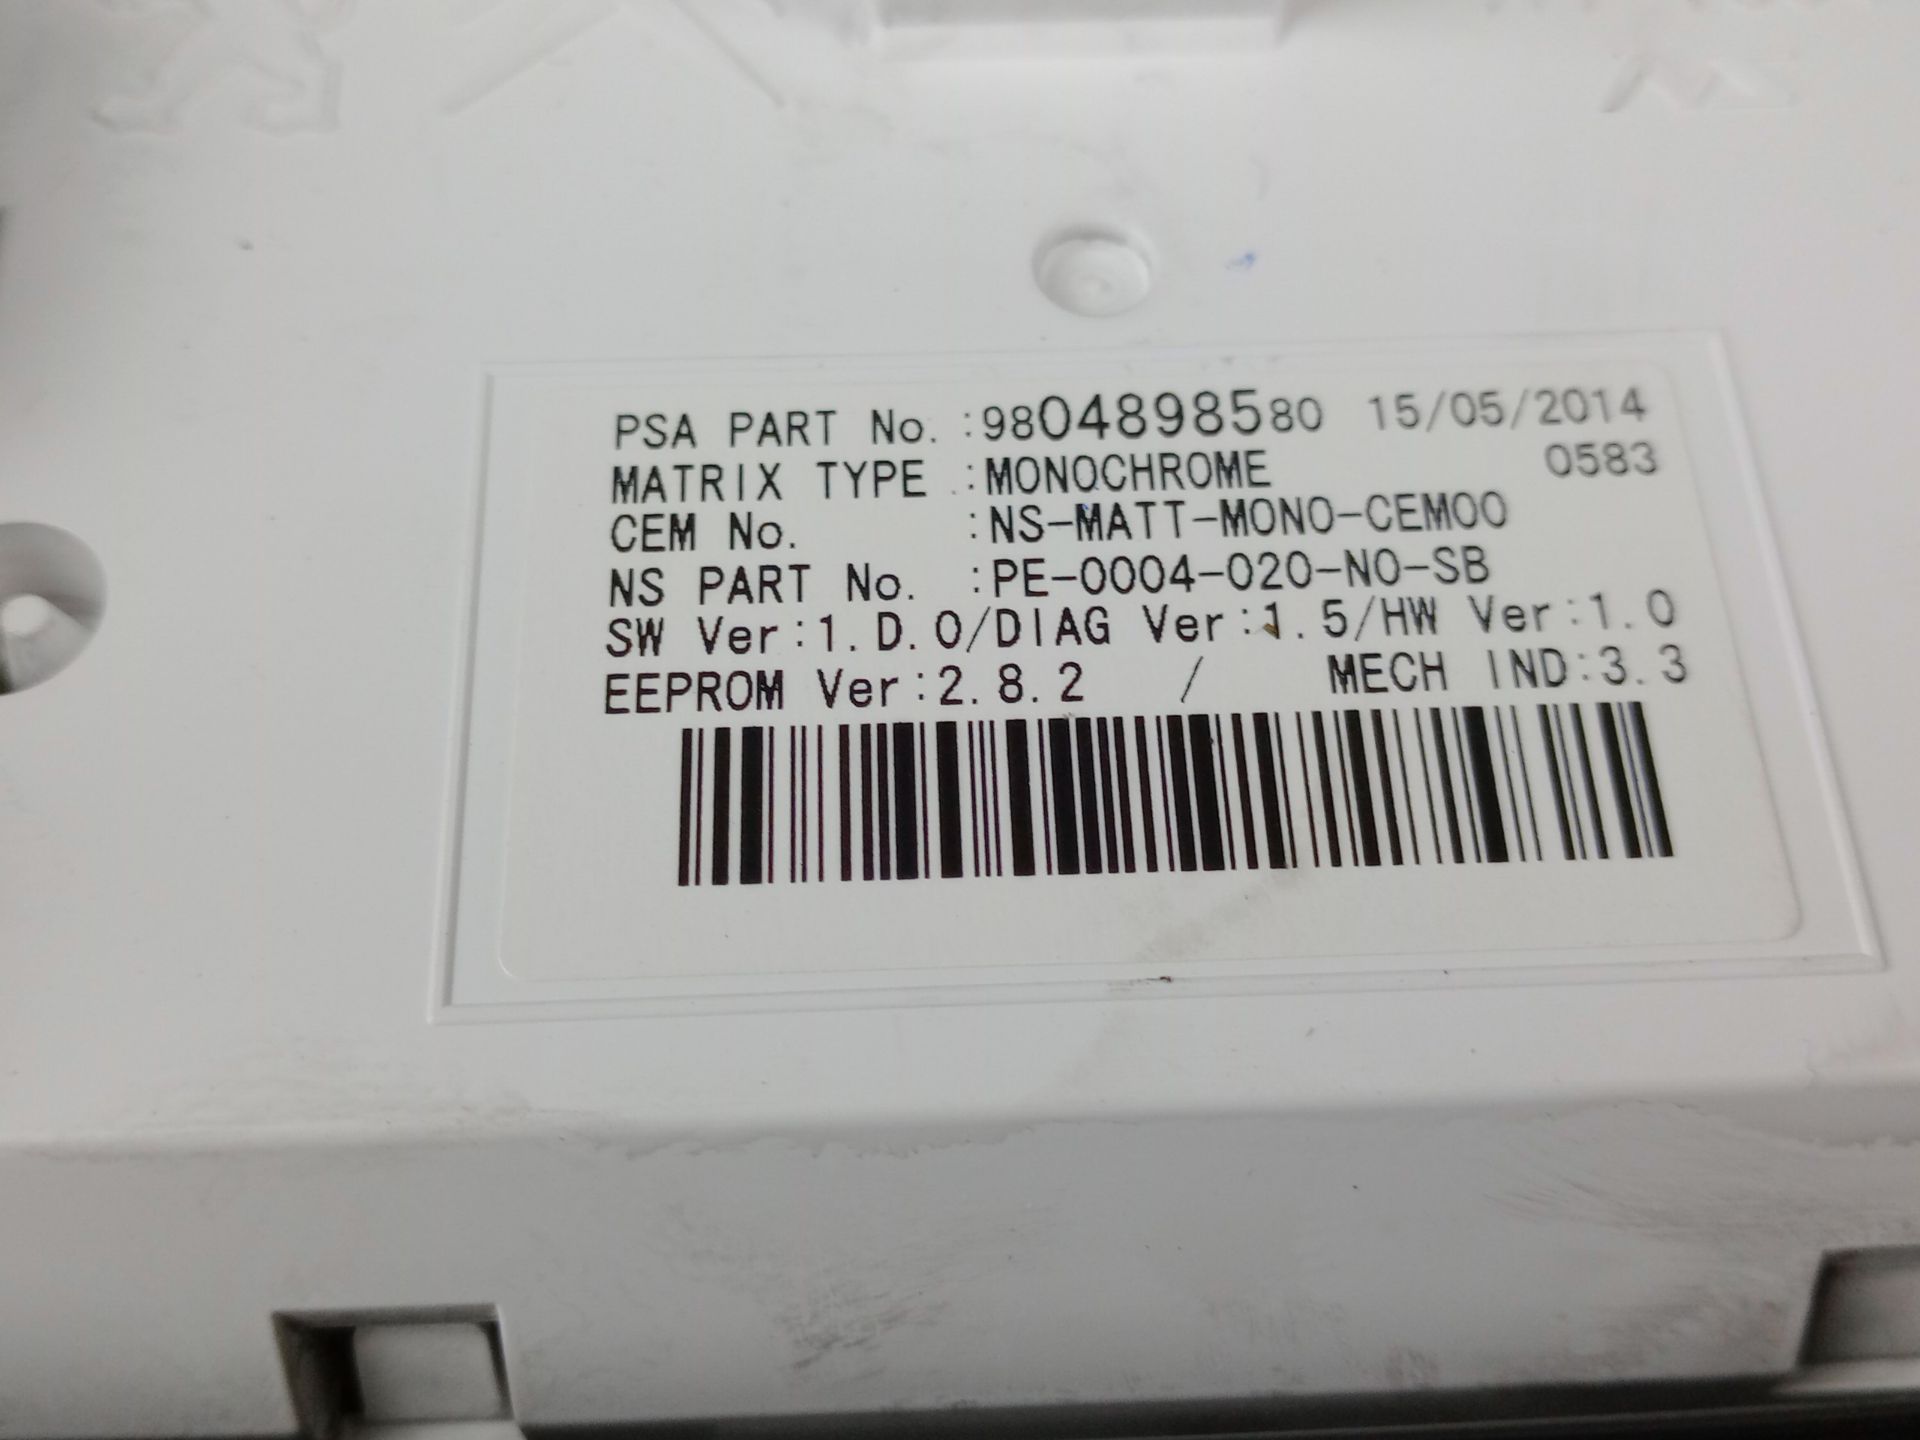 PSA PART No. :9804898580 15/05/2014
MATRIX TYPE :MONOCHROME 0583
CEM No. :NS-MATT-MONO-CEM00
NS PART No. :PE-0004-020-NO-SB
SW Ver:1.D.0/DIAG Ver:1.5/HW Ver:1.0
EEPROM Ver:2.8.2 / MECH IND:3.3